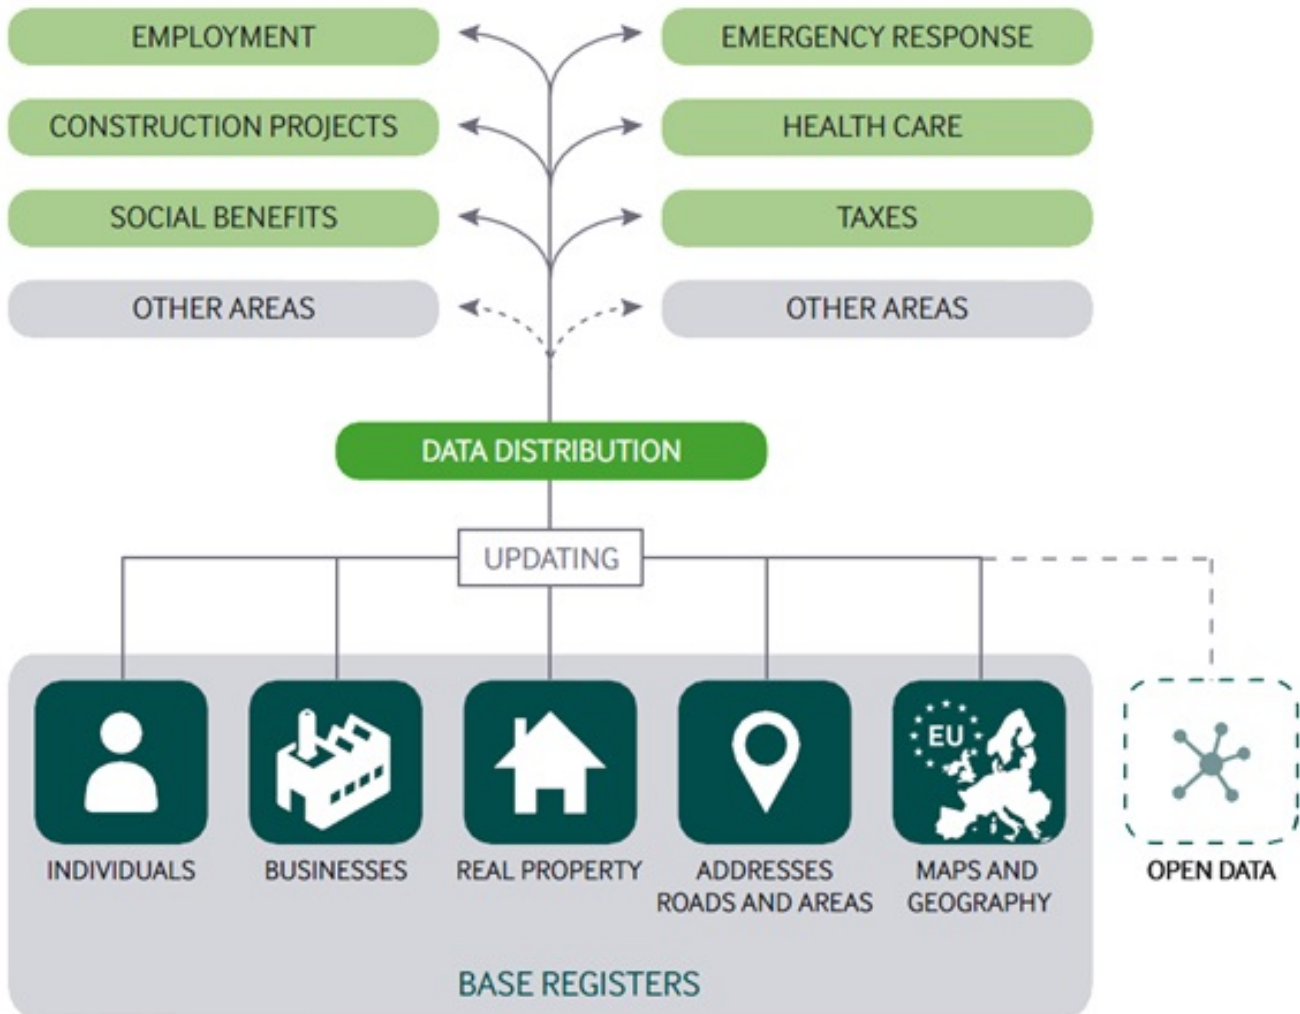 EMPLOYMENT
EMERGENCY RESPONSE
CONSTRUCTION PROJECTS
HEALTH CARE
SOCIAL BENEFITS
TAXES
OTHER AREAS
OTHER AREAS
DATA DISTRIBUTION
UPDATING
EU
INDIVIDUALS
BUSINESSES
REAL PROPERTY
ADDRESSES
ROADS AND AREAS
MAPS AND
GEOGRAPHY
OPEN DATA
BASE REGISTERS